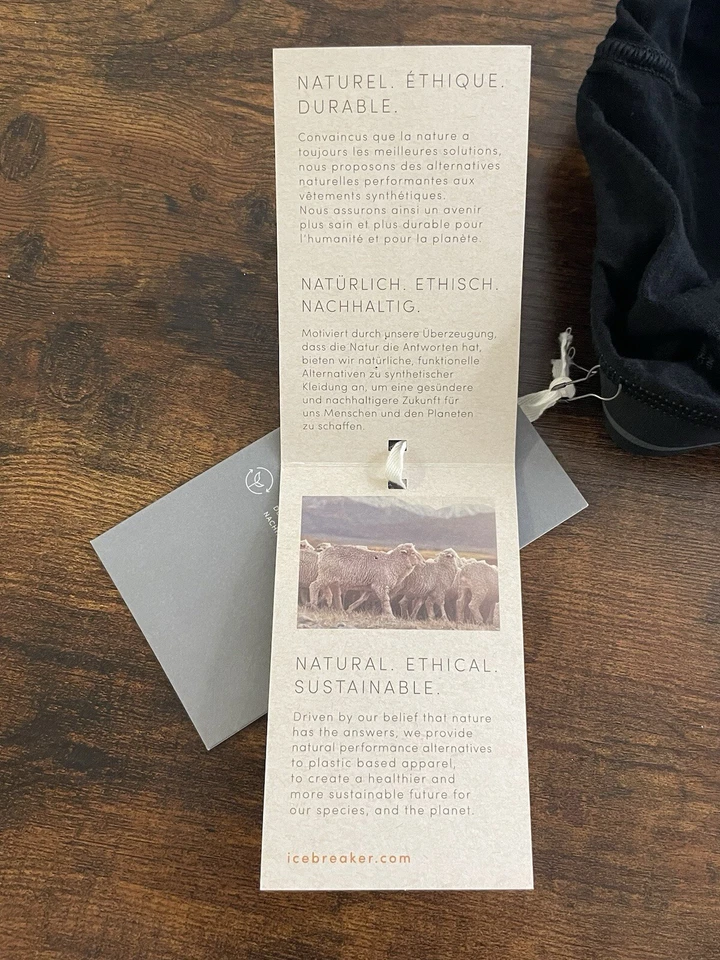 NATUREL. ÉTHIQUE.
DURABLE.
Convaincus que la nature a
toujours les meilleures solutions,
nous proposons des alternatives
naturelles performantes aux
vêtements synthétiques.
Nous assurons ainsi un avenir
plus sain et plus durable pour
l'humanité et pour la planète.
NATÜRLICH. ETHISCH.
NACHHALTIG.
Motiviert durch unsere Überzeugung,
dass die Natur die Antworten hat,
bieten wir natürliche, funktionelle
Alternativen zu synthetischer
Kleidung an, um eine gesündere
und nachhaltigere Zukunft für
uns Menschen und den Planeten
zu schaffen.
NATURAL. ETHICAL.
SUSTAINABLE.
Driven by our belief that nature
has the answers, we provide
natural performance alternatives
to plastic based apparel,
to create a healthier and
more sustainable future for
our species, and the planet.
icebreaker.com